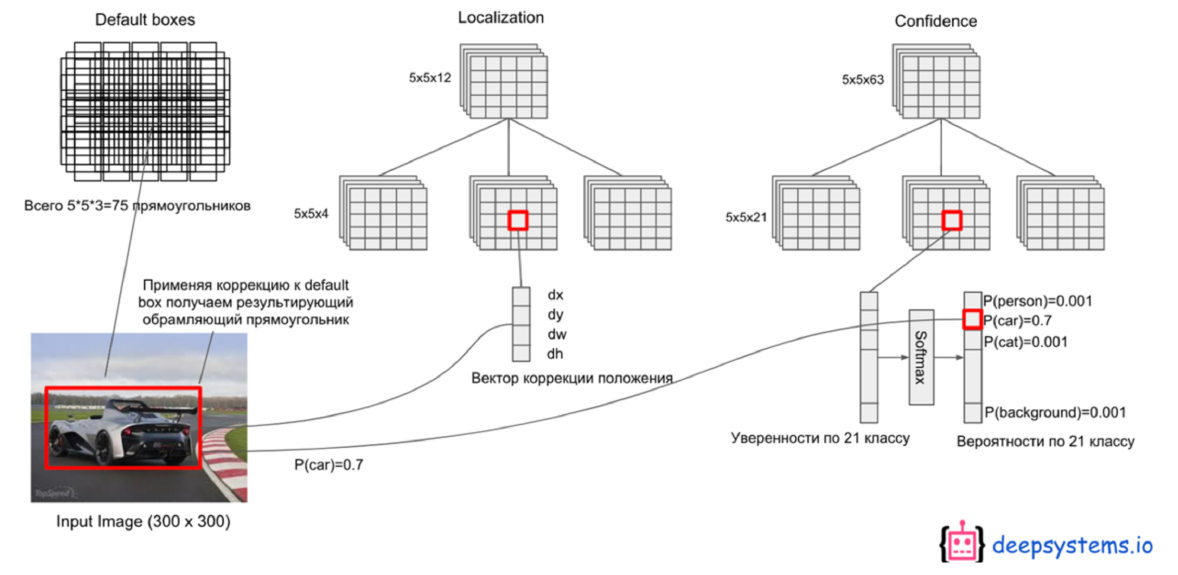 Default boxes
Localization
Confidence
5x5x12
5x5x63
Всего 5*5*3=75 прямоугольников
5x5x4
5x5x21
Применяя коррекцию к default
box получаем результирующий
обрамляющий прямоугольник
dx
dy
dw
dh
Вектор коррекции положения
Softmax
P(person)=0.001
P(car)=0.7
P(cat)=0.001
P(background)=0.001
Уверенности по 21 классу
Вероятности по 21 классу
P(car)=0.7
TopSpeed
Input Image (300 x 300)
deepsystems.io